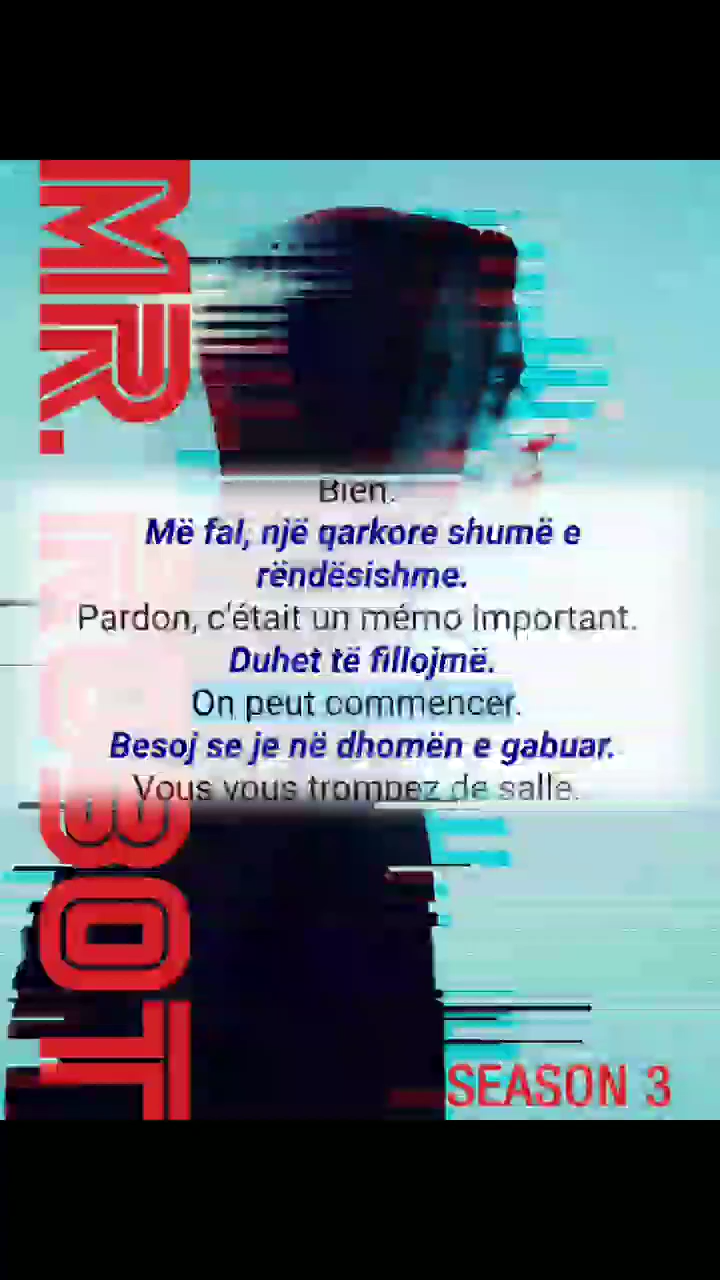 MR. R0B0T
Bien.
Më fal, një qarkore shumë e
rëndësishme.
Pardon, c'était un mémo important.
Duhet të fillojmë.
On peut commencer.
Besoj se je në dhomën e gabuar.
Vous vous trompez de salle.
SEASON 3